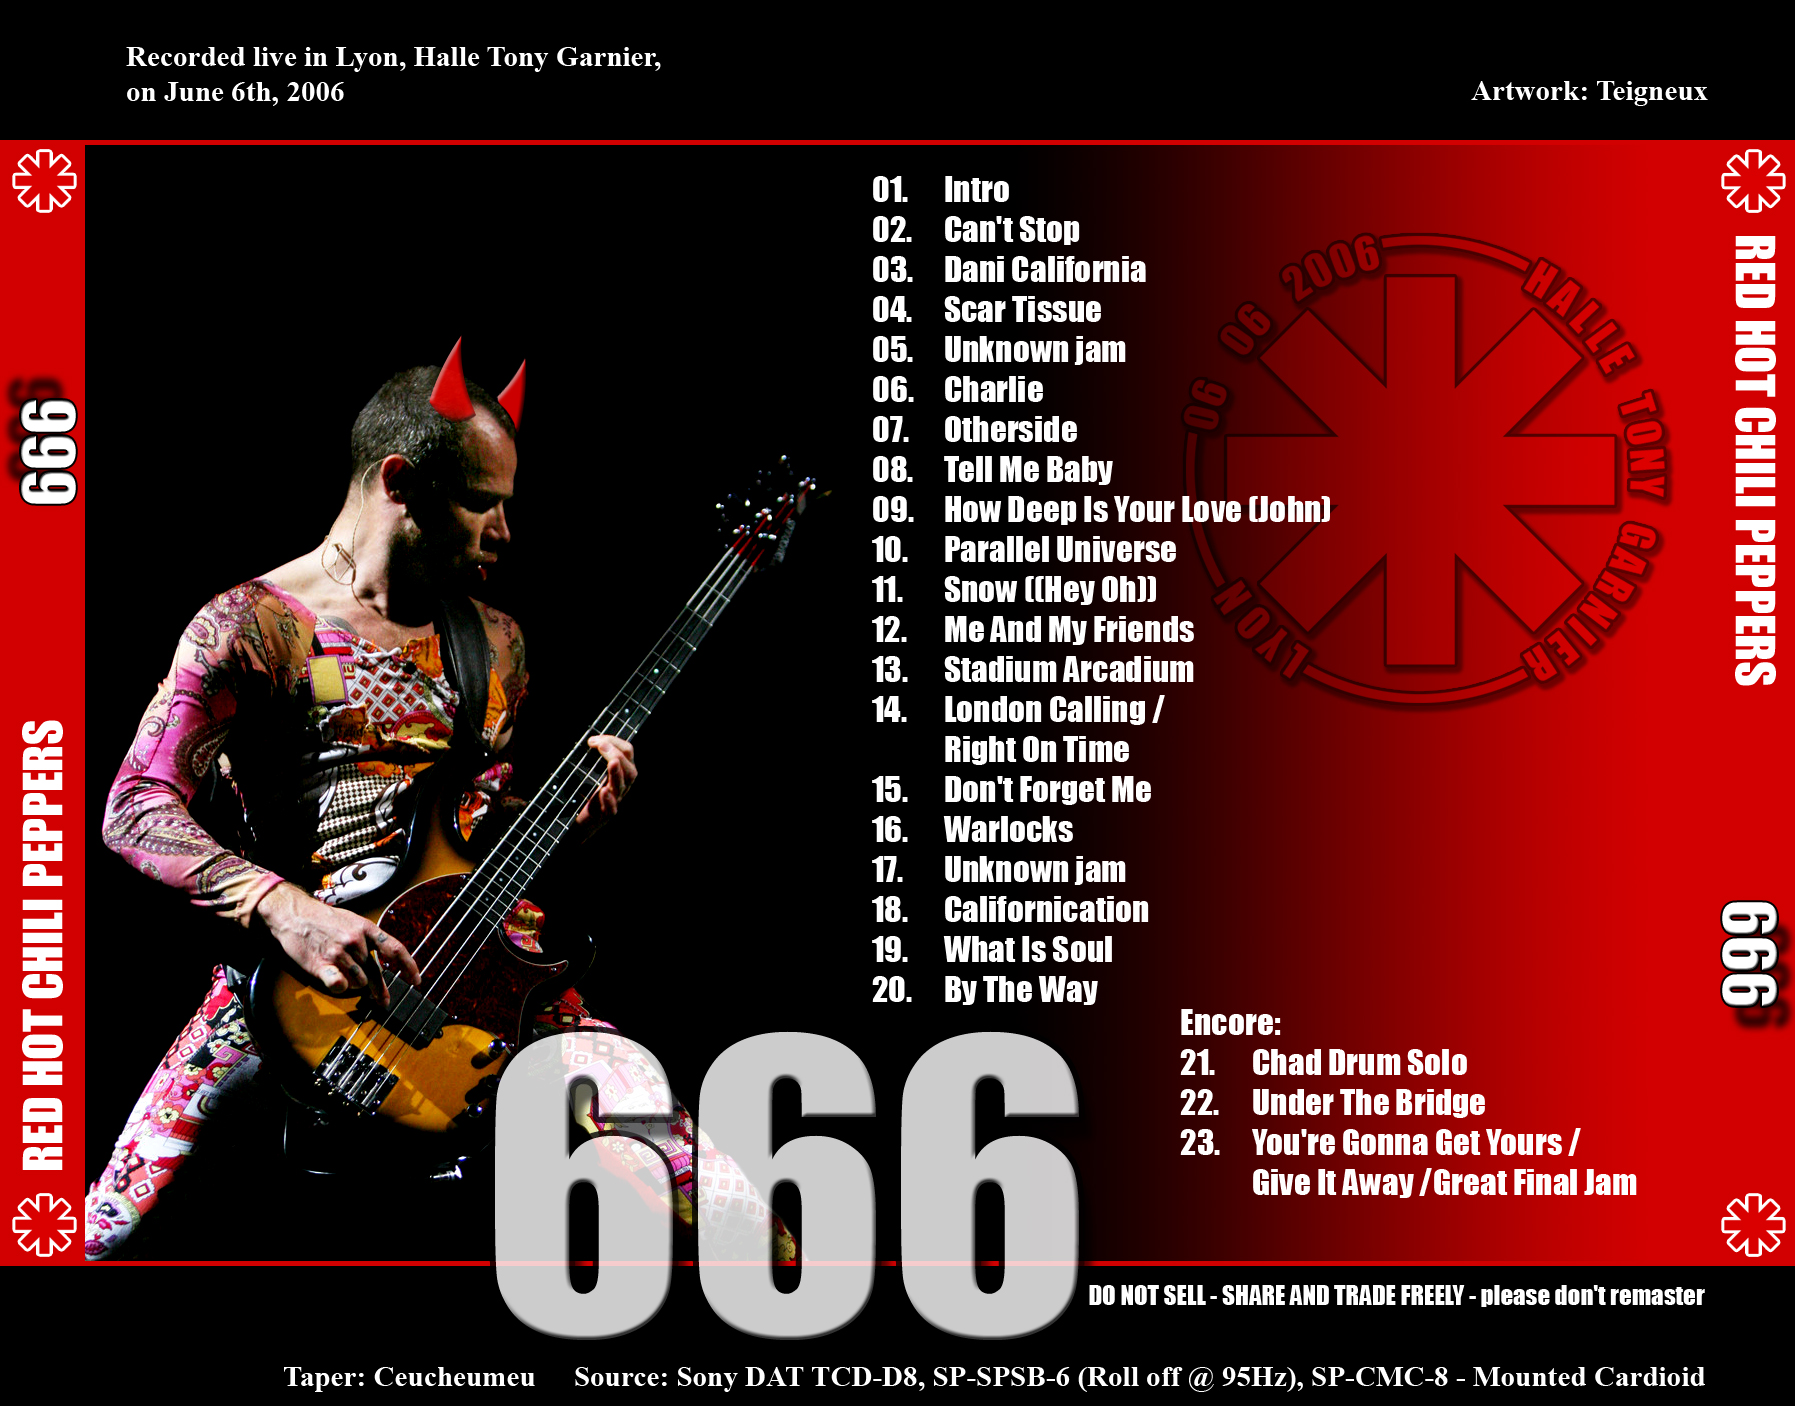 Recorded live in Lyon, Halle Tony Garnier,
on June 6th, 2006
Artwork: Teigneux
RED HOT CHILI PEPPERS
666
01. Intro
02. Can't Stop
03. Dani California
04. Scar Tissue
05. Unknown jam
06. Charlie
07. Otherside
08. Tell Me Baby
09. How Deep Is Your Love (John)
10. Parallel Universe
11. Snow ((Hey Oh))
12. Me And My Friends
13. Stadium Arcadium
14. London Calling /
Right On Time
15. Don't Forget Me
16. Warlocks
17. Unknown jam
18. Californication
19. What Is Soul
20. By The Way
Encore:
21. Chad Drum Solo
22. Under The Bridge
23. You're Gonna Get Yours /
Give It Away /Great Final Jam
LYON 06 06 2006 HALLE TONY GARNIER
RED HOT CHILI PEPPERS
666
666
DO NOT SELL - SHARE AND TRADE FREELY - please don't remaster
Taper: Ceucheumeu Source: Sony DAT TCD-D8, SP-SPSB-6 (Roll off @ 95Hz), SP-CMC-8 - Mounted Cardioid